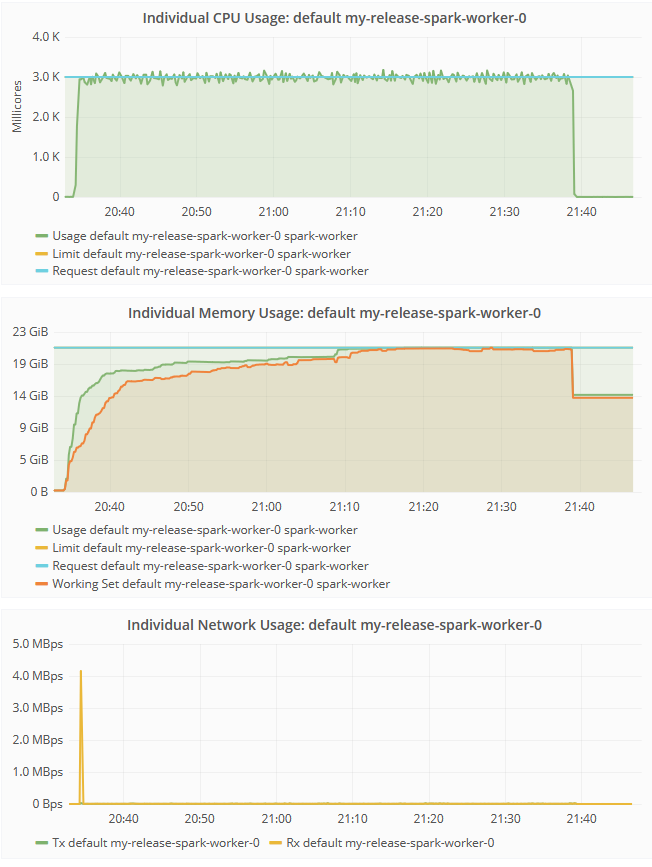 Individual CPU Usage: default my-release-spark-worker-0
4.0 K
3.0 K
2.0 K
1.0 K
0
Millicores
20:40 20:50 21:00 21:10 21:20 21:30 21:40
Usage default my-release-spark-worker-0 spark-worker
Limit default my-release-spark-worker-0 spark-worker
Request default my-release-spark-worker-0 spark-worker
Individual Memory Usage: default my-release-spark-worker-0
23 GiB
19 GiB
14 GiB
9 GiB
5 GiB
0 B
20:40 20:50 21:00 21:10 21:20 21:30 21:40
Usage default my-release-spark-worker-0 spark-worker
Limit default my-release-spark-worker-0 spark-worker
Request default my-release-spark-worker-0 spark-worker
Working Set default my-release-spark-worker-0 spark-worker
Individual Network Usage: default my-release-spark-worker-0
5.0 MBps
4.0 MBps
3.0 MBps
2.0 MBps
1.0 MBps
0 Bps
20:40 20:50 21:00 21:10 21:20 21:30 21:40
Tx default my-release-spark-worker-0 Rx default my-release-spark-worker-0